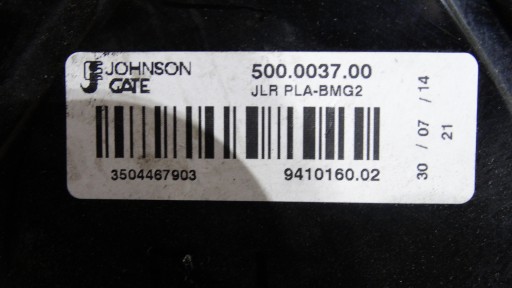 JOHNSON
GATE
500.0037.00
JLR PLA-BMG2
3504467903
9410160.02
30 / 07 / 14
21